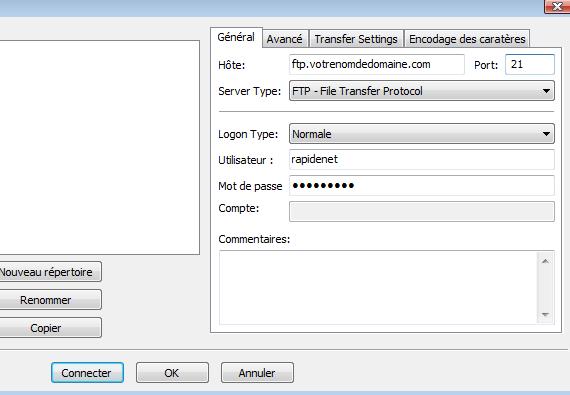 Général Avancé Transfer Settings Encodage des caratères
Hôte: ftp.votrenomdedomaine.com Port: 21
Server Type: FTP - File Transfer Protocol
Logon Type: Normale
Utilisateur : rapidenet
Mot de passe ●●●●●●●●●
Compte:
Commentaires:
Nouveau répertoire
Renommer
Copier
Connecter OK Annuler